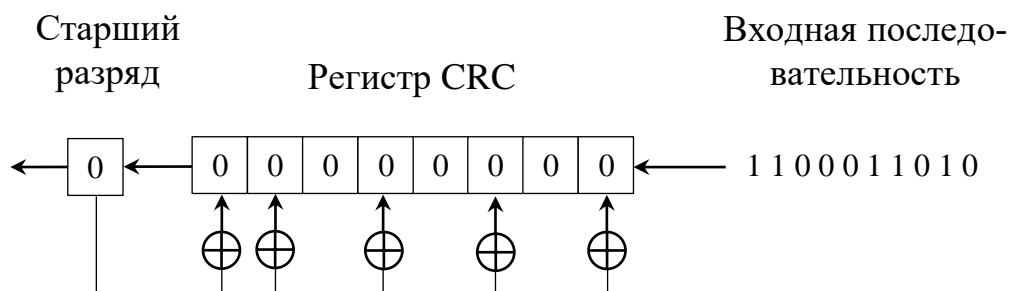 Старший
разряд
Регистр CRC
Входная последо-
вательность
0 0 0 0 0 0 0 0 0 1 1 0 0 0 1 1 0 1 0